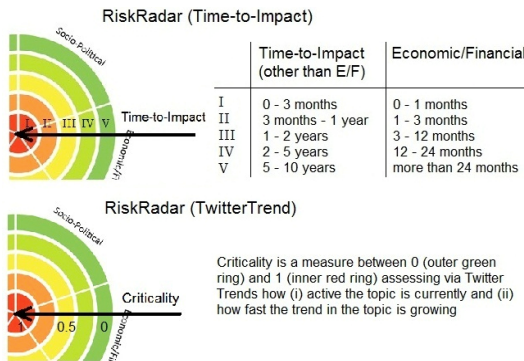 RiskRadar (Time-to-Impact)
Socio-Political
Time-to-Impact (other than E/F) Economic/Financial
I II III IV V Time-to-Impact
Economic/Fi
I 0 - 3 months 0 - 1 months
II 3 months - 1 year 1 - 3 months
III 1 - 2 years 3 - 12 months
IV 2 - 5 years 12 - 24 months
V 5 - 10 years more than 24 months
RiskRadar (TwitterTrend)
Socio-Political
Criticality
1 0.5 0
Economic/Fi
Criticality is a measure between 0 (outer green
ring) and 1 (inner red ring) assessing via Twitter
Trends how (i) active the topic is currently and (ii)
how fast the trend in the topic is growing